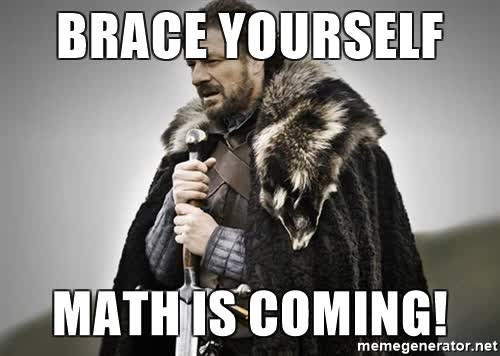 BRACE YOURSELF
MATH IS COMING!
memegenerator.net